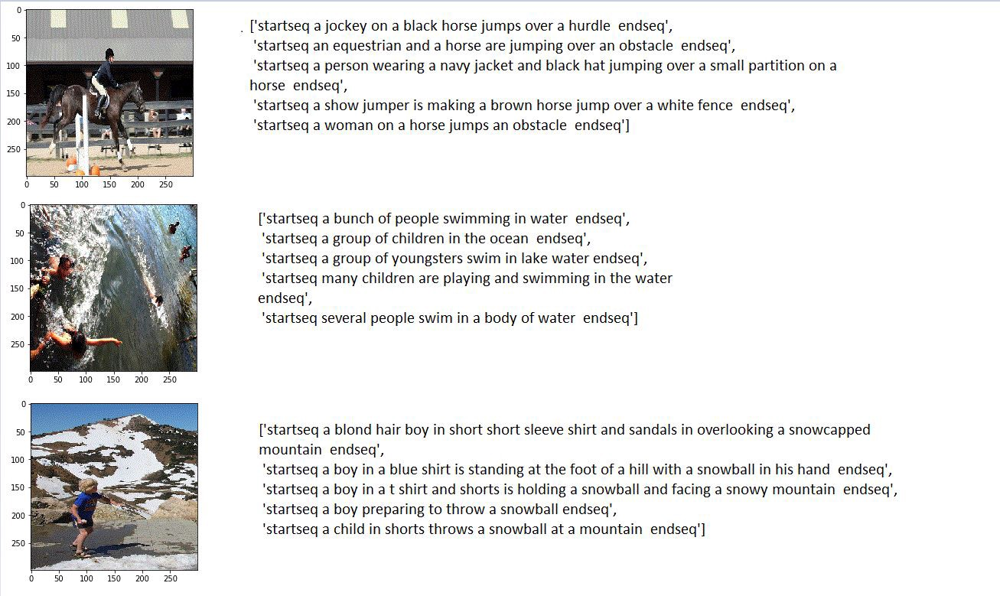 0
50
100
150
200
250
0 50 100 150 200 250
. ['startseq a jockey on a black horse jumps over a hurdle  endseq',
'startseq an equestrian and a horse are jumping over an obstacle  endseq',
'startseq a person wearing a navy jacket and black hat jumping over a small partition on a
horse  endseq',
'startseq a show jumper is making a brown horse jump over a white fence  endseq',
'startseq a woman on a horse jumps an obstacle  endseq']
0
50
100
150
200
250
0 50 100 150 200 250
['startseq a bunch of people swimming in water  endseq',
'startseq a group of children in the ocean  endseq',
'startseq a group of youngsters swim in lake water endseq',
'startseq many children are playing and swimming in the water
endseq',
'startseq several people swim in a body of water  endseq']
0
50
100
150
200
250
0 50 100 150 200 250
['startseq a blond hair boy in short short sleeve shirt and sandals in overlooking a snowcapped
mountain  endseq',
'startseq a boy in a blue shirt is standing at the foot of a hill with a snowball in his hand  endseq',
'startseq a boy in a t shirt and shorts is holding a snowball and facing a snowy mountain  endseq',
'startseq a boy preparing to throw a snowball endseq',
'startseq a child in shorts throws a snowball at a mountain  endseq']